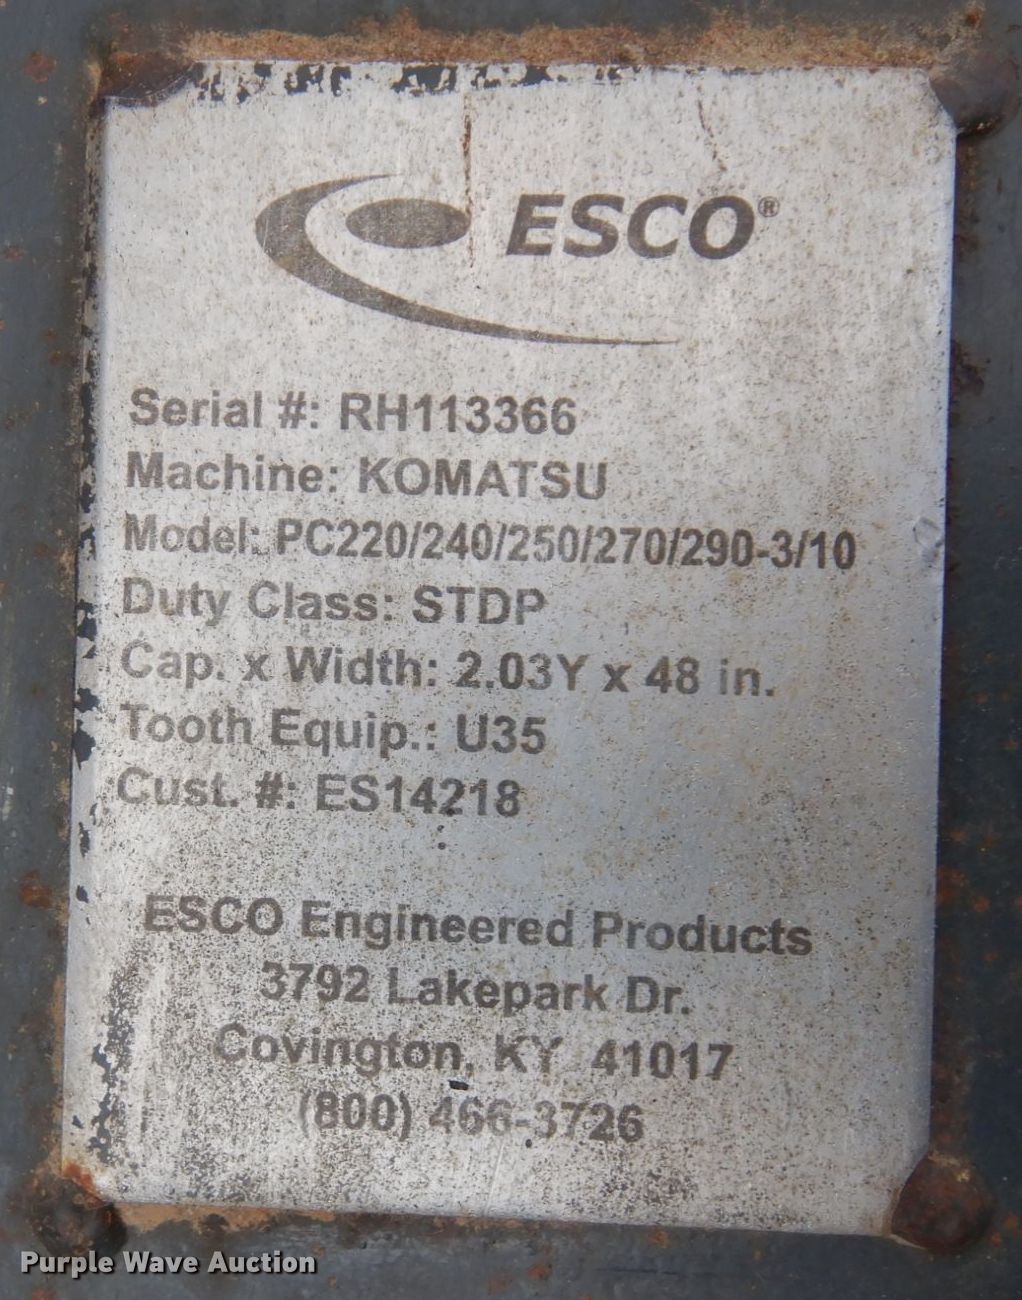 ESCO®
Serial #: RH113366
Machine: KOMATSU
Model: PC220/240/250/270/290-3/10
Duty Class: STDP
Cap. x Width: 2.03Y x 48 in.
Tooth Equip.: U35
Cust. #: ES14218
ESCO Engineered Products
3792 Lakepark Dr.
Covington, KY 41017
(800) 466-3726
Purple Wave Auction